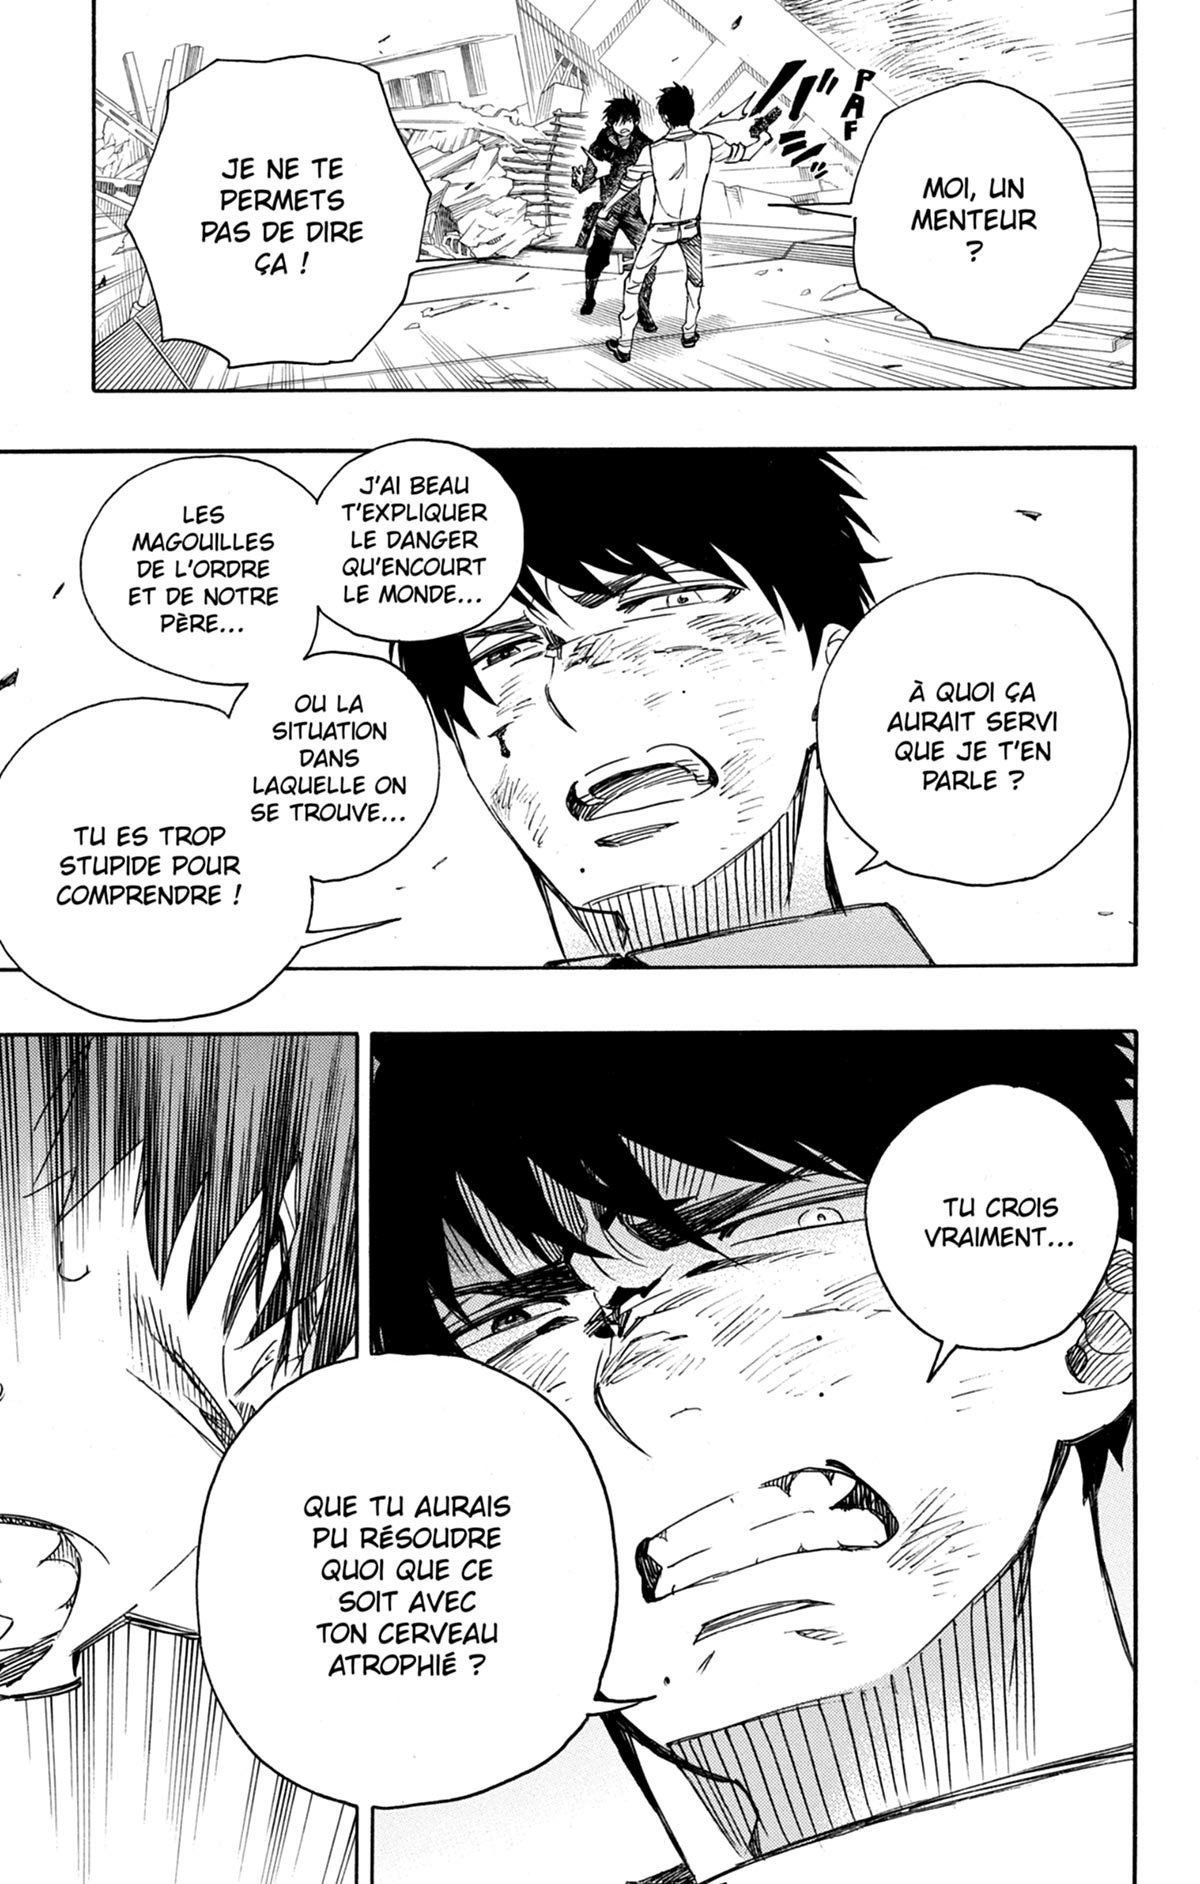 PAF
MOI, UN
MENTEUR
?
JE NE TE
PERMETS
PAS DE DIRE
ÇA !
À QUOI ÇA
AURAIT SERVI
QUE JE T'EN
PARLE ?
J'AI BEAU
T'EXPLIQUER
LE DANGER
QU'ENCOURT
LE MONDE...
LES
MAGOUILLES
DE L'ORDRE
ET DE NOTRE
PÈRE...
OU LA
SITUATION
DANS
LAQUELLE ON
SE TROUVE...
TU ES TROP
STUPIDE POUR
COMPRENDRE !
TU CROIS
VRAIMENT...
QUE TU AURAIS
PU RÉSOUDRE
QUOI QUE CE
SOIT AVEC
TON CERVEAU
ATROPHIÉ ?